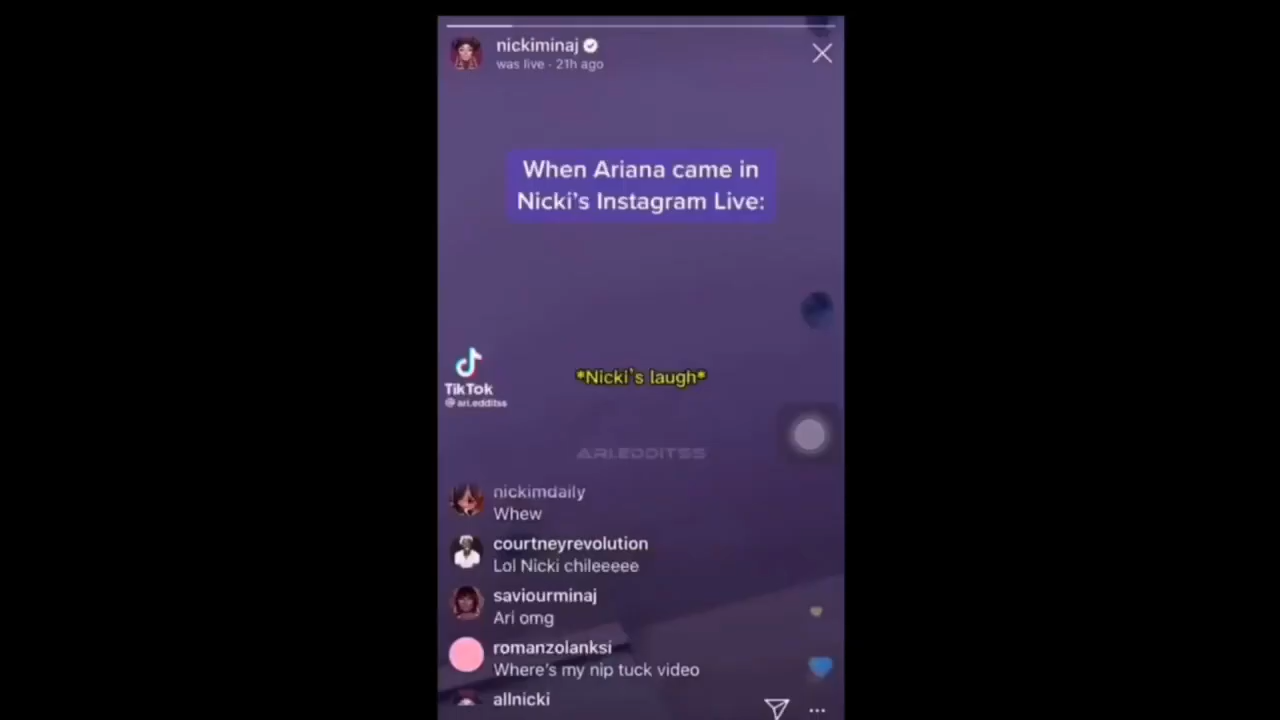 nickiminaj
was live · 21h ago
When Ariana came in
Nicki's Instagram Live:
*Nicki's laugh*
TikTok
@ari.edditss
ARI.EDDITSS
nickimdaily
Whew
courtneyrevolution
Lol Nicki chileeeee
saviourminaj
Ari omg
romanzolanksi
Where's my nip tuck video
allnicki